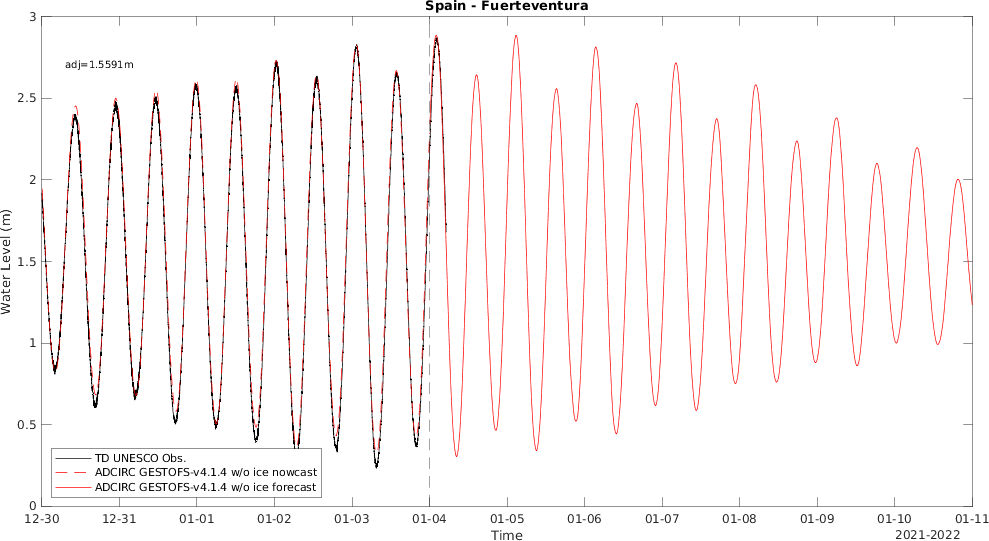 Spain - Fuerteventura
3
adj=1.5591m
2.5
2
Water Level (m)
1.5
1
0.5
TD UNESCO Obs.
ADCIRC GESTOFS-v4.1.4 w/o ice nowcast
ADCIRC GESTOFS-v4.1.4 w/o ice forecast
0
12-30 12-31 01-01 01-02 01-03 01-04 01-05 01-06 01-07 01-08 01-09 01-10 01-11
Time
2021-2022